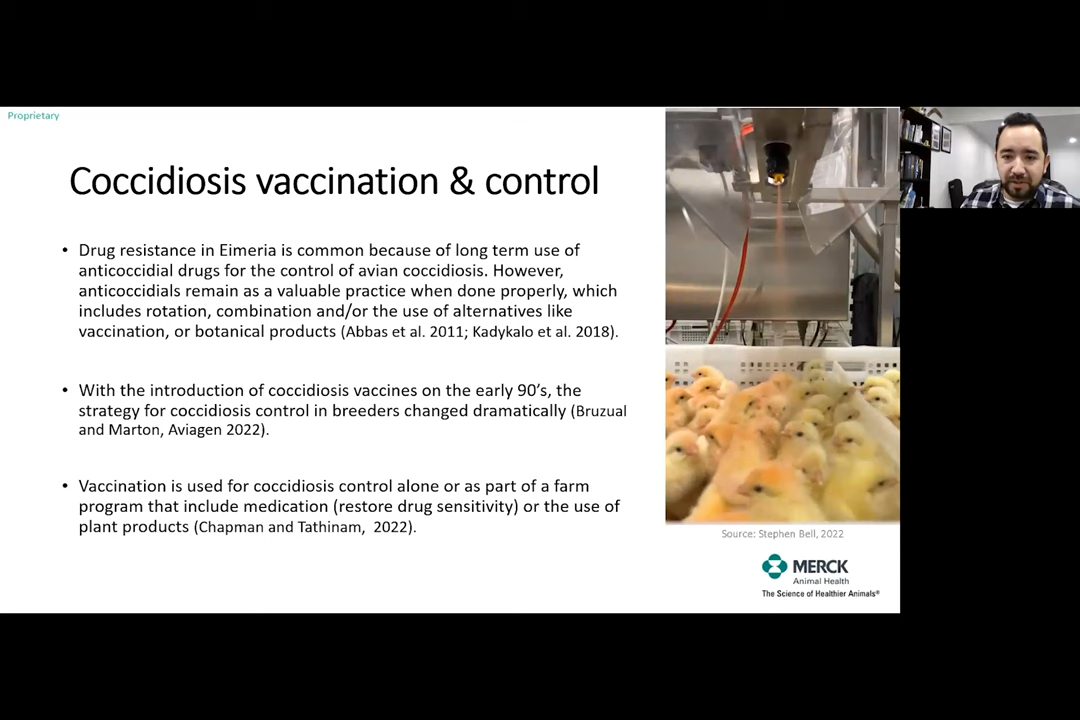 Proprietary
Coccidiosis vaccination & control
• Drug resistance in Eimeria is common because of long term use of
anticoccidial drugs for the control of avian coccidiosis. However,
anticoccidials remain as a valuable practice when done properly, which
includes rotation, combination and/or the use of alternatives like
vaccination, or botanical products (Abbas et al. 2011; Kadykalo et al. 2018).
• With the introduction of coccidiosis vaccines on the early 90's, the
strategy for coccidiosis control in breeders changed dramatically (Bruzual
and Marton, Aviagen 2022).
• Vaccination is used for coccidiosis control alone or as part of a farm
program that include medication (restore drug sensitivity) or the use of
plant products (Chapman and Tathinam, 2022).
Source: Stephen Bell, 2022
MERCK
Animal Health
The Science of Healthier Animals®